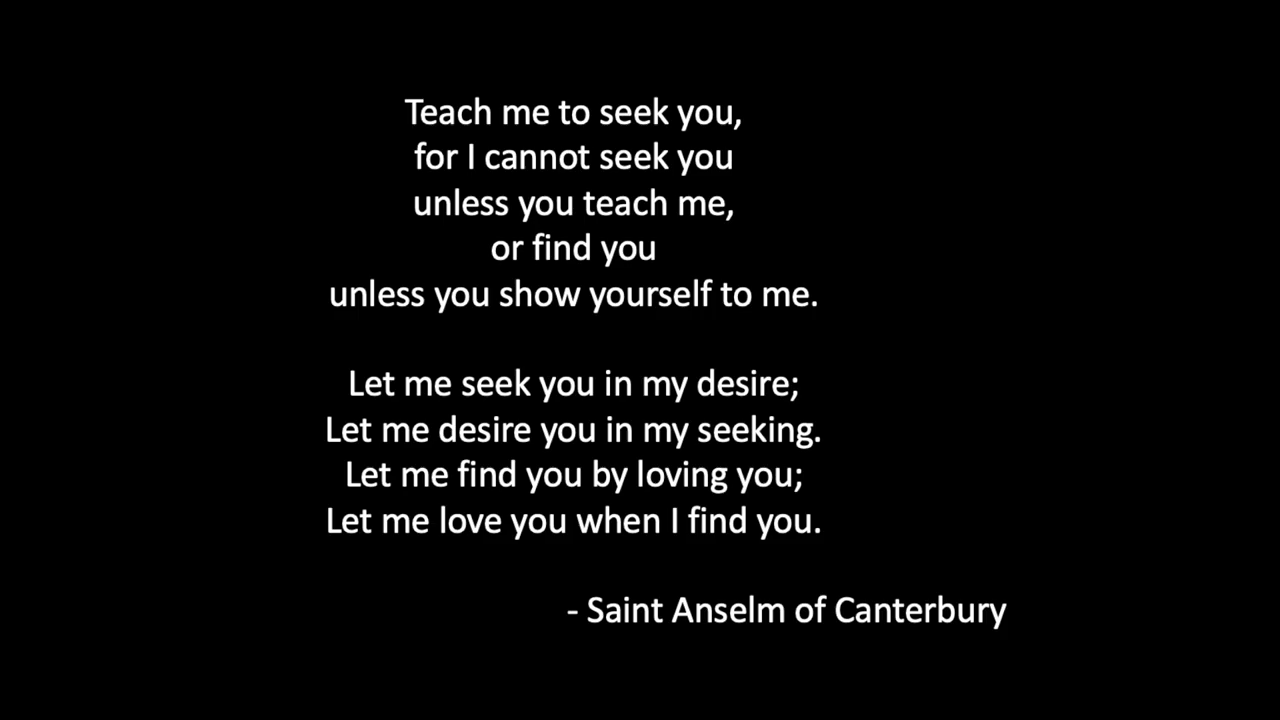 Teach me to seek you,
for I cannot seek you
unless you teach me,
or find you
unless you show yourself to me.
Let me seek you in my desire;
Let me desire you in my seeking.
Let me find you by loving you;
Let me love you when I find you.
- Saint Anselm of Canterbury